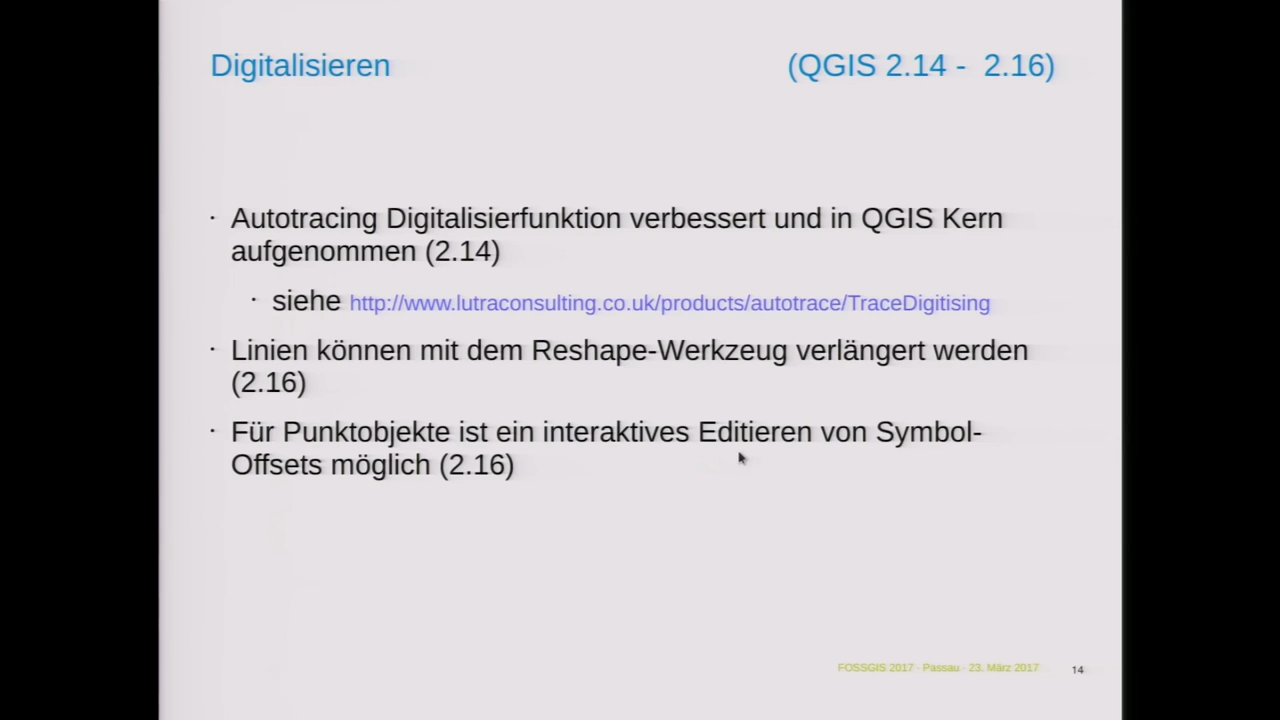 Digitalisieren (QGIS 2.14 - 2.16)
· Autotracing Digitalisierfunktion verbessert und in QGIS Kern
aufgenommen (2.14)
· siehe http://www.lutraconsulting.co.uk/products/autotrace/TraceDigitising
· Linien können mit dem Reshape-Werkzeug verlängert werden
(2.16)
· Für Punktobjekte ist ein interaktives Editieren von Symbol-
Offsets möglich (2.16)
FOSSGIS 2017 - Passau - 23. März 2017 14